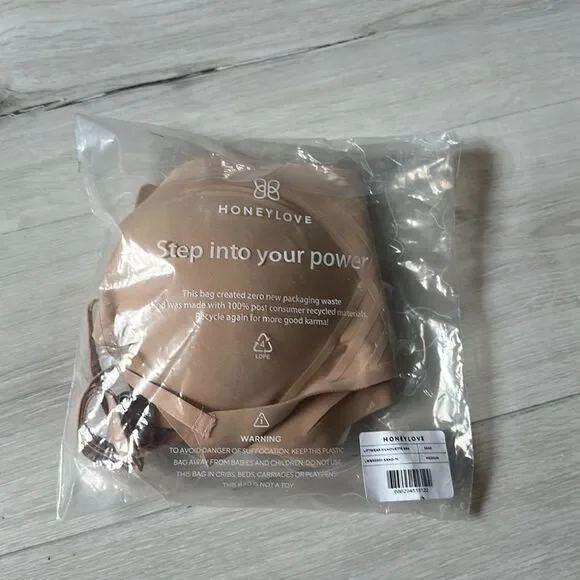 HONEYLOVE
Step into your power
This bag created zero new packaging waste
and was made with 100% post consumer recycled materials.
Recycle again for more good karma!
4
LDPE
WARNING
TO AVOID DANGER OF SUFFOCATION, KEEP THIS PLASTIC
BAG AWAY FROM BABIES AND CHILDREN. DO NOT USE
THIS BAG IN CRIBS, BEDS, CARRIAGES OR PLAYPENS.
THIS BAG IS NOT A TOY
HONEYLOVE
SAND
MEDIUM